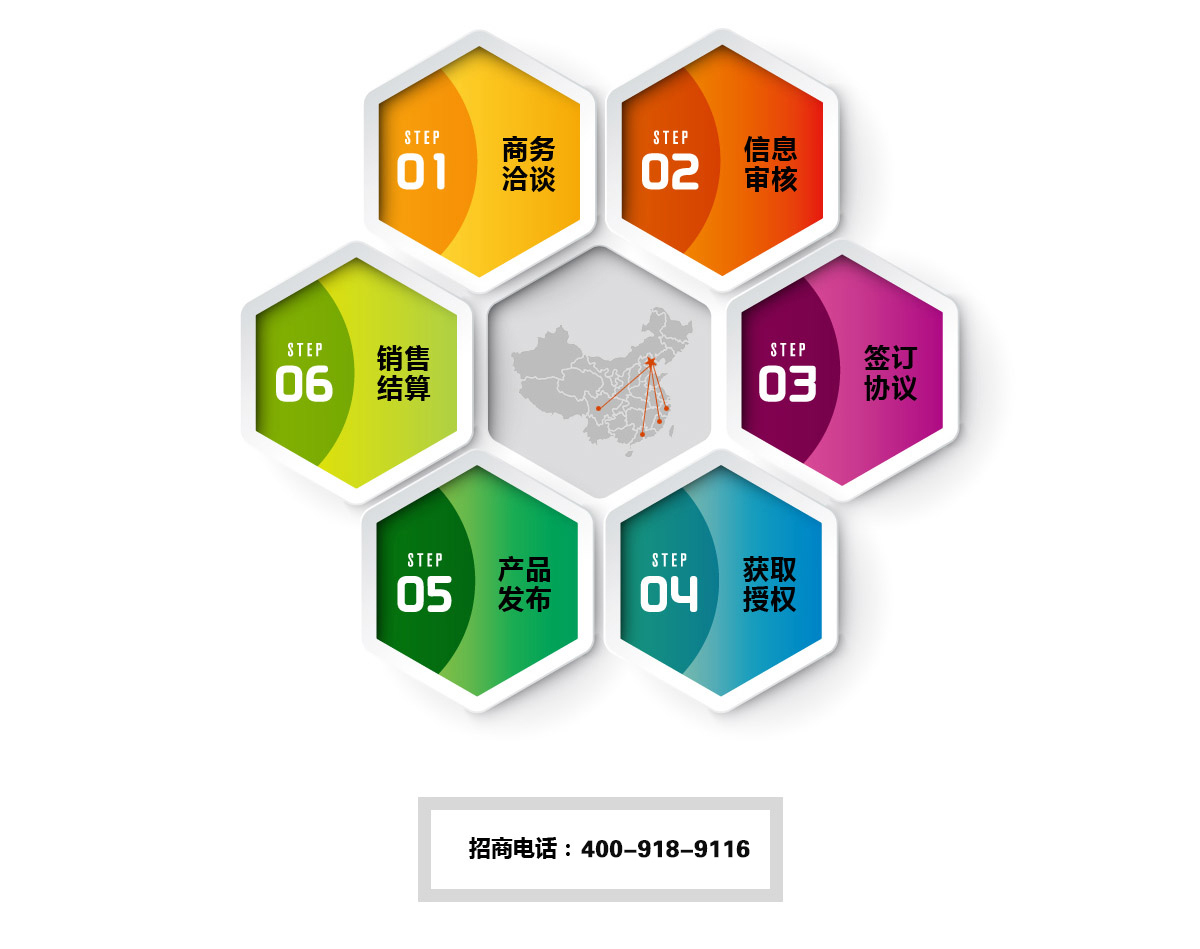 STEP
01
商务
洽谈
STEP
02
信息
审核
STEP
03
签订
协议
STEP
04
获取
授权
STEP
05
产品
发布
STEP
06
销售
结算
招商电话：400-918-9116